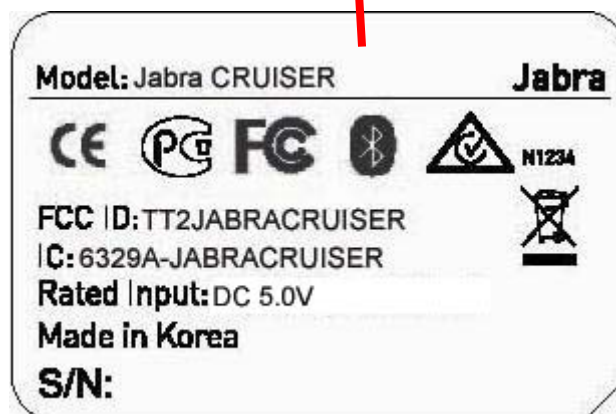 Model: Jabra CRUISER Jabra
CE PG FC N1234
FCC ID:TT2JABRACRUISER
IC: 6329A-JABRACRUISER
Rated Input: DC 5.0V
Made in Korea
S/N: